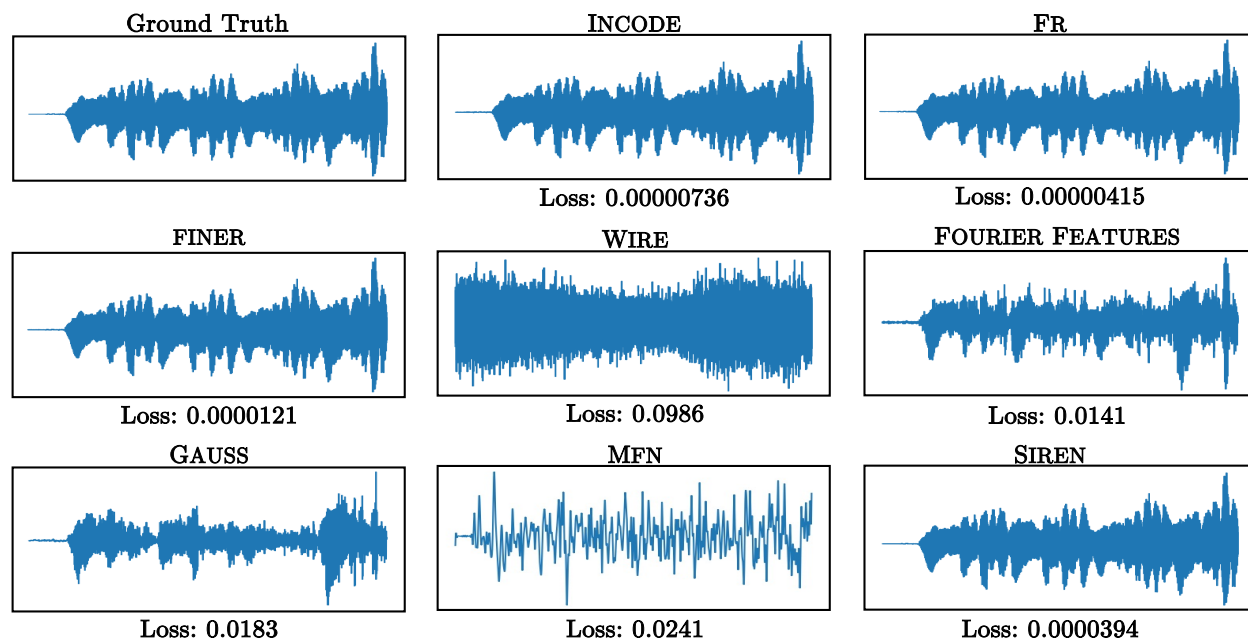 Ground Truth
INCODE
FR
Loss: 0.00000736
Loss: 0.00000415
FINER
WIRE
FOURIER FEATURES
Loss: 0.0000121
Loss: 0.0986
Loss: 0.0141
GAUSS
MFN
SIREN
Loss: 0.0183
Loss: 0.0241
Loss: 0.0000394